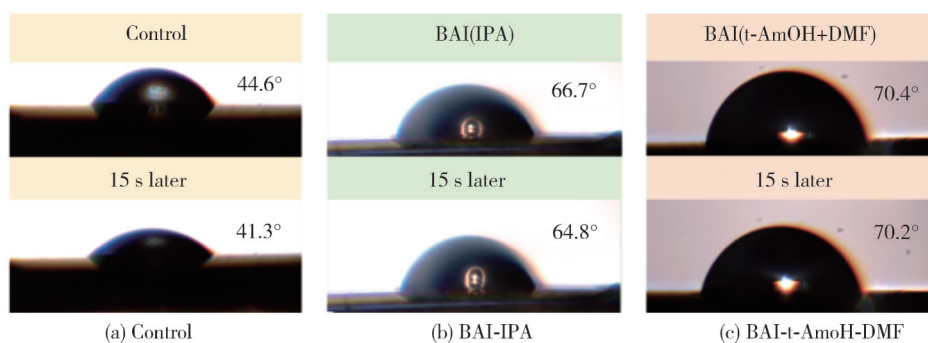 Control
44.6°
15 s later
41.3°
(a) Control
BAI(IPA)
66.7°
15 s later
64.8°
(b) BAI-IPA
BAI(t-AmOH+DMF)
70.4°
15 s later
70.2°
(c) BAI-t-AmoH-DMF